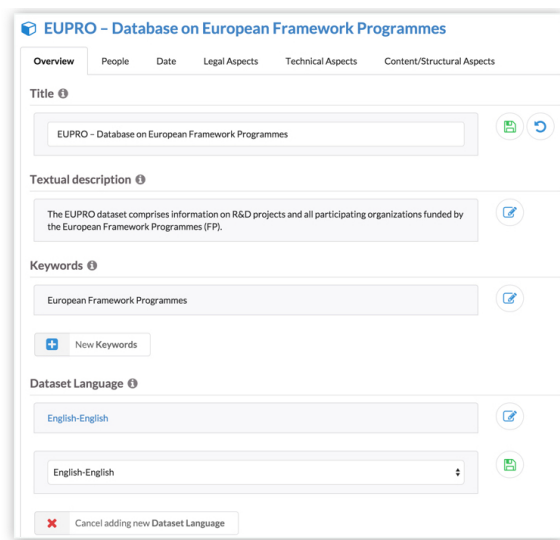 EUPRO – Database on European Framework Programmes
Overview People Date Legal Aspects Technical Aspects Content/Structural Aspects
Title
EUPRO – Database on European Framework Programmes
Textual description
The EUPRO dataset comprises information on R&D projects and all participating organizations funded by
the European Framework Programmes (FP).
Keywords
European Framework Programmes
New Keywords
Dataset Language
English-English
English-English
Cancel adding new Dataset Language